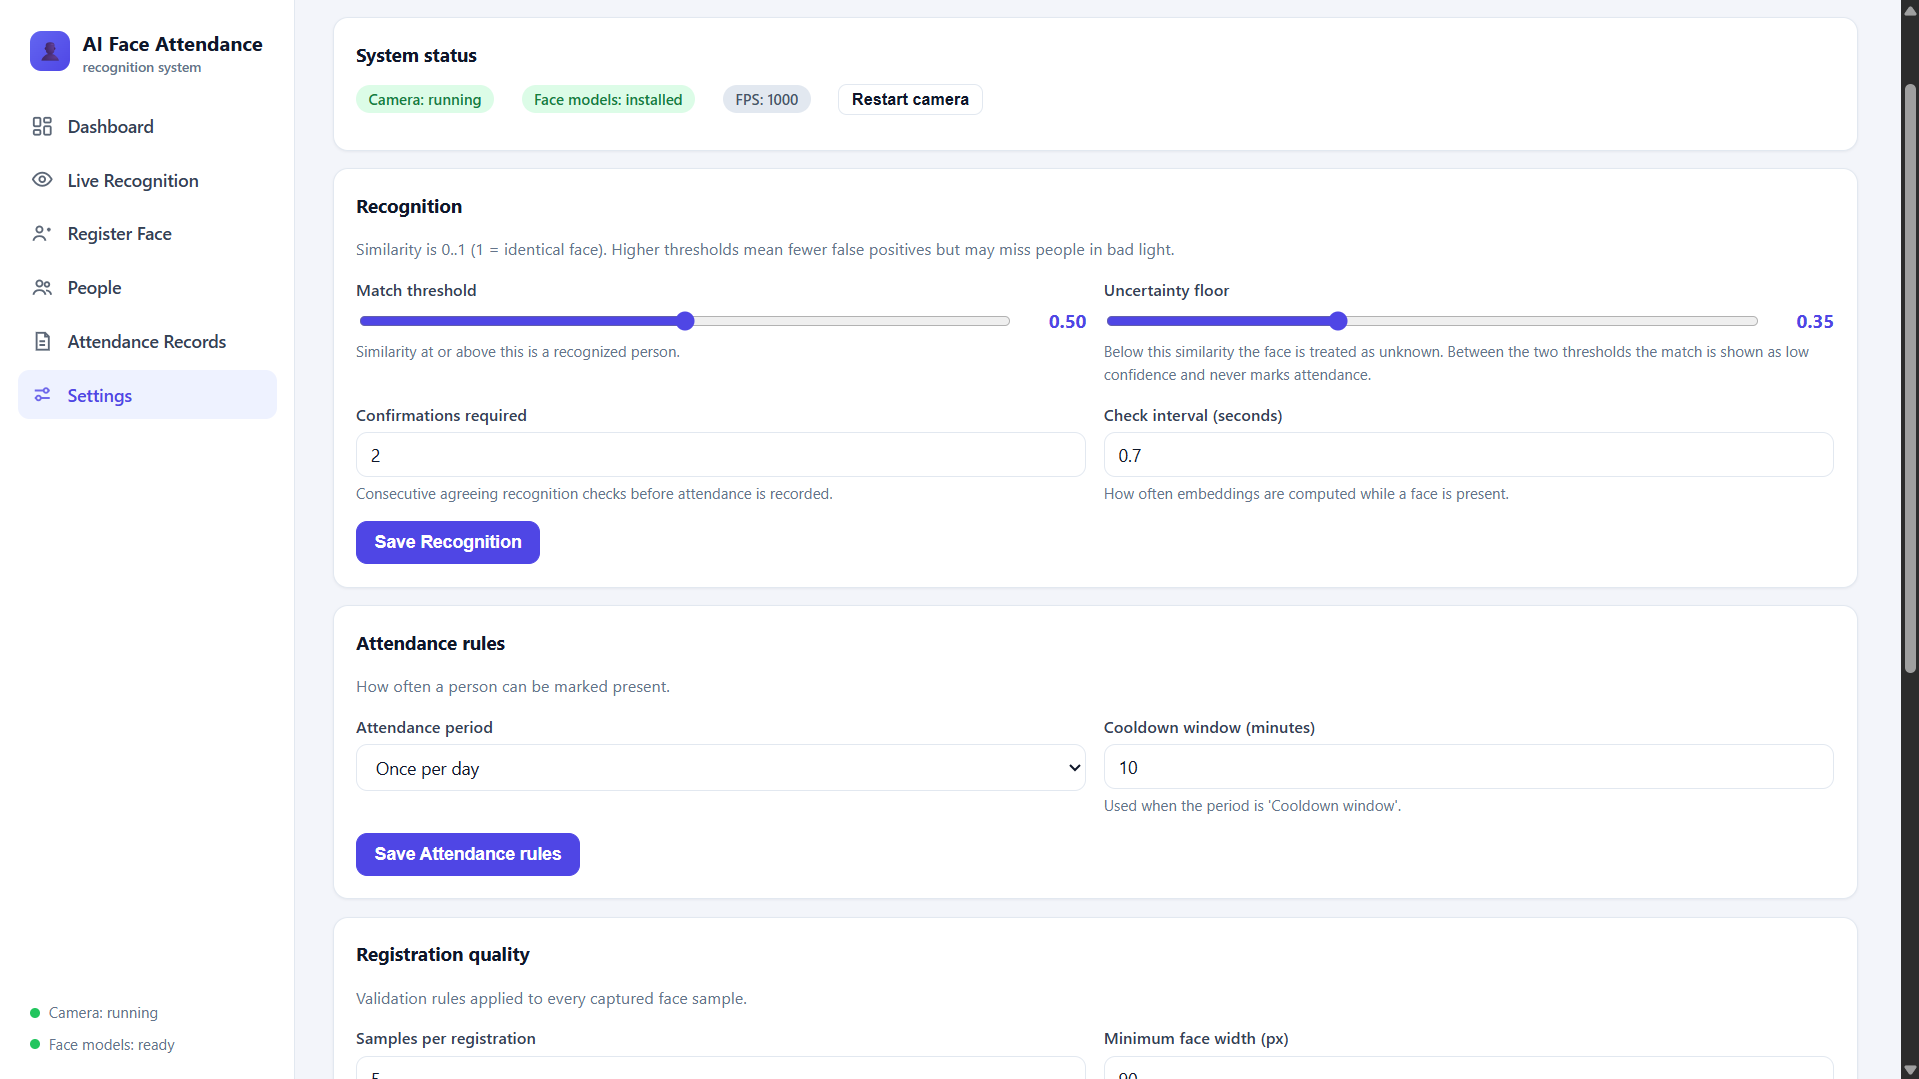 AI Face Attendance
recognition system
Dashboard
Live Recognition
Register Face
People
Attendance Records
Settings
Camera: running
Face models: ready
System status
Camera: running
Face models: installed
FPS: 1000
Restart camera
Recognition
Similarity is 0..1 (1 = identical face). Higher thresholds mean fewer false positives but may miss people in bad light.
Match threshold
0.50
Similarity at or above this is a recognized person.
Uncertainty floor
0.35
Below this similarity the face is treated as unknown. Between the two thresholds the match is shown as low
confidence and never marks attendance.
Confirmations required
2
Consecutive agreeing recognition checks before attendance is recorded.
Check interval (seconds)
0.7
How often embeddings are computed while a face is present.
Save Recognition
Attendance rules
How often a person can be marked present.
Attendance period
Once per day
Cooldown window (minutes)
10
Used when the period is 'Cooldown window'.
Save Attendance rules
Registration quality
Validation rules applied to every captured face sample.
Samples per registration
5
Minimum face width (px)
90